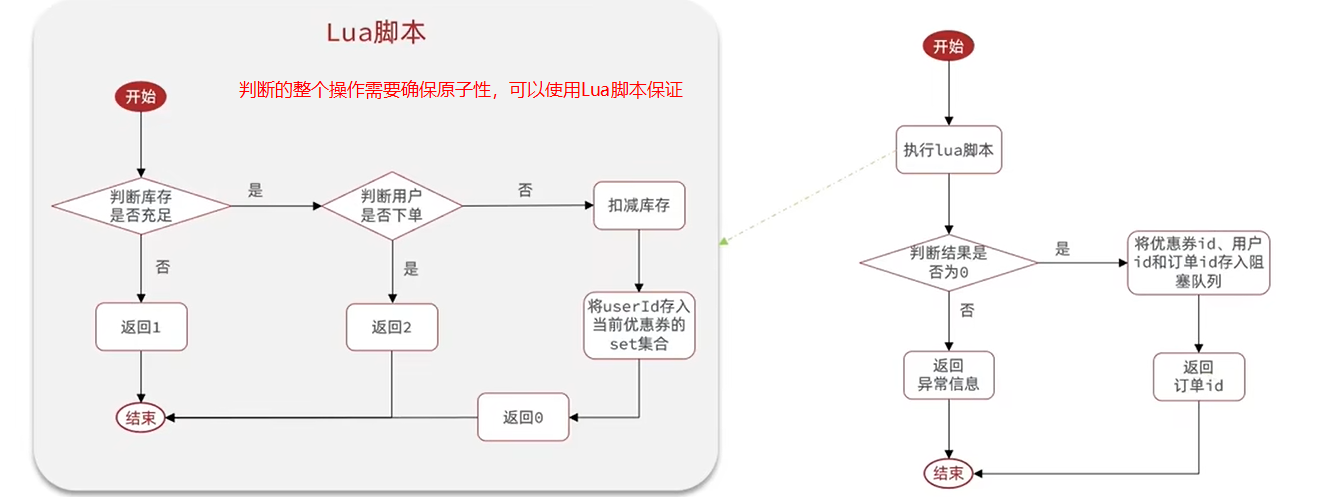 Lua脚本
判断的整个操作需要确保原子性，可以使用Lua脚本保证
开始
判断库存
是否充足
是
判断用户
是否下单
否
扣减库存
否
是
返回1
返回2
将userId存入
当前优惠券的
set集合
结束
返回0
开始
执行lua脚本
判断结果是
否为0
是
将优惠券id、用户
id和订单id存入阻
塞队列
否
返回
异常信息
返回
订单id
结束